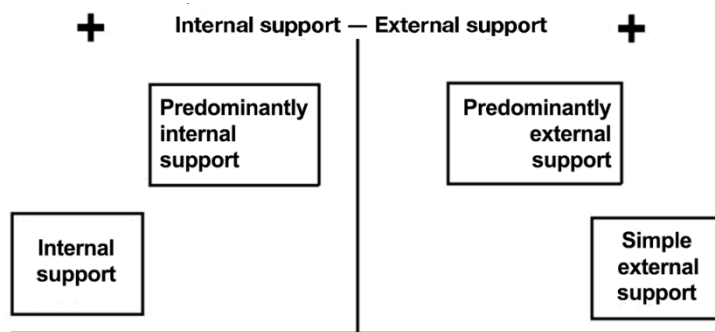 + Internal support — External support +
Predominantly
internal
support
Predominantly
external
support
Internal
support
Simple
external
support